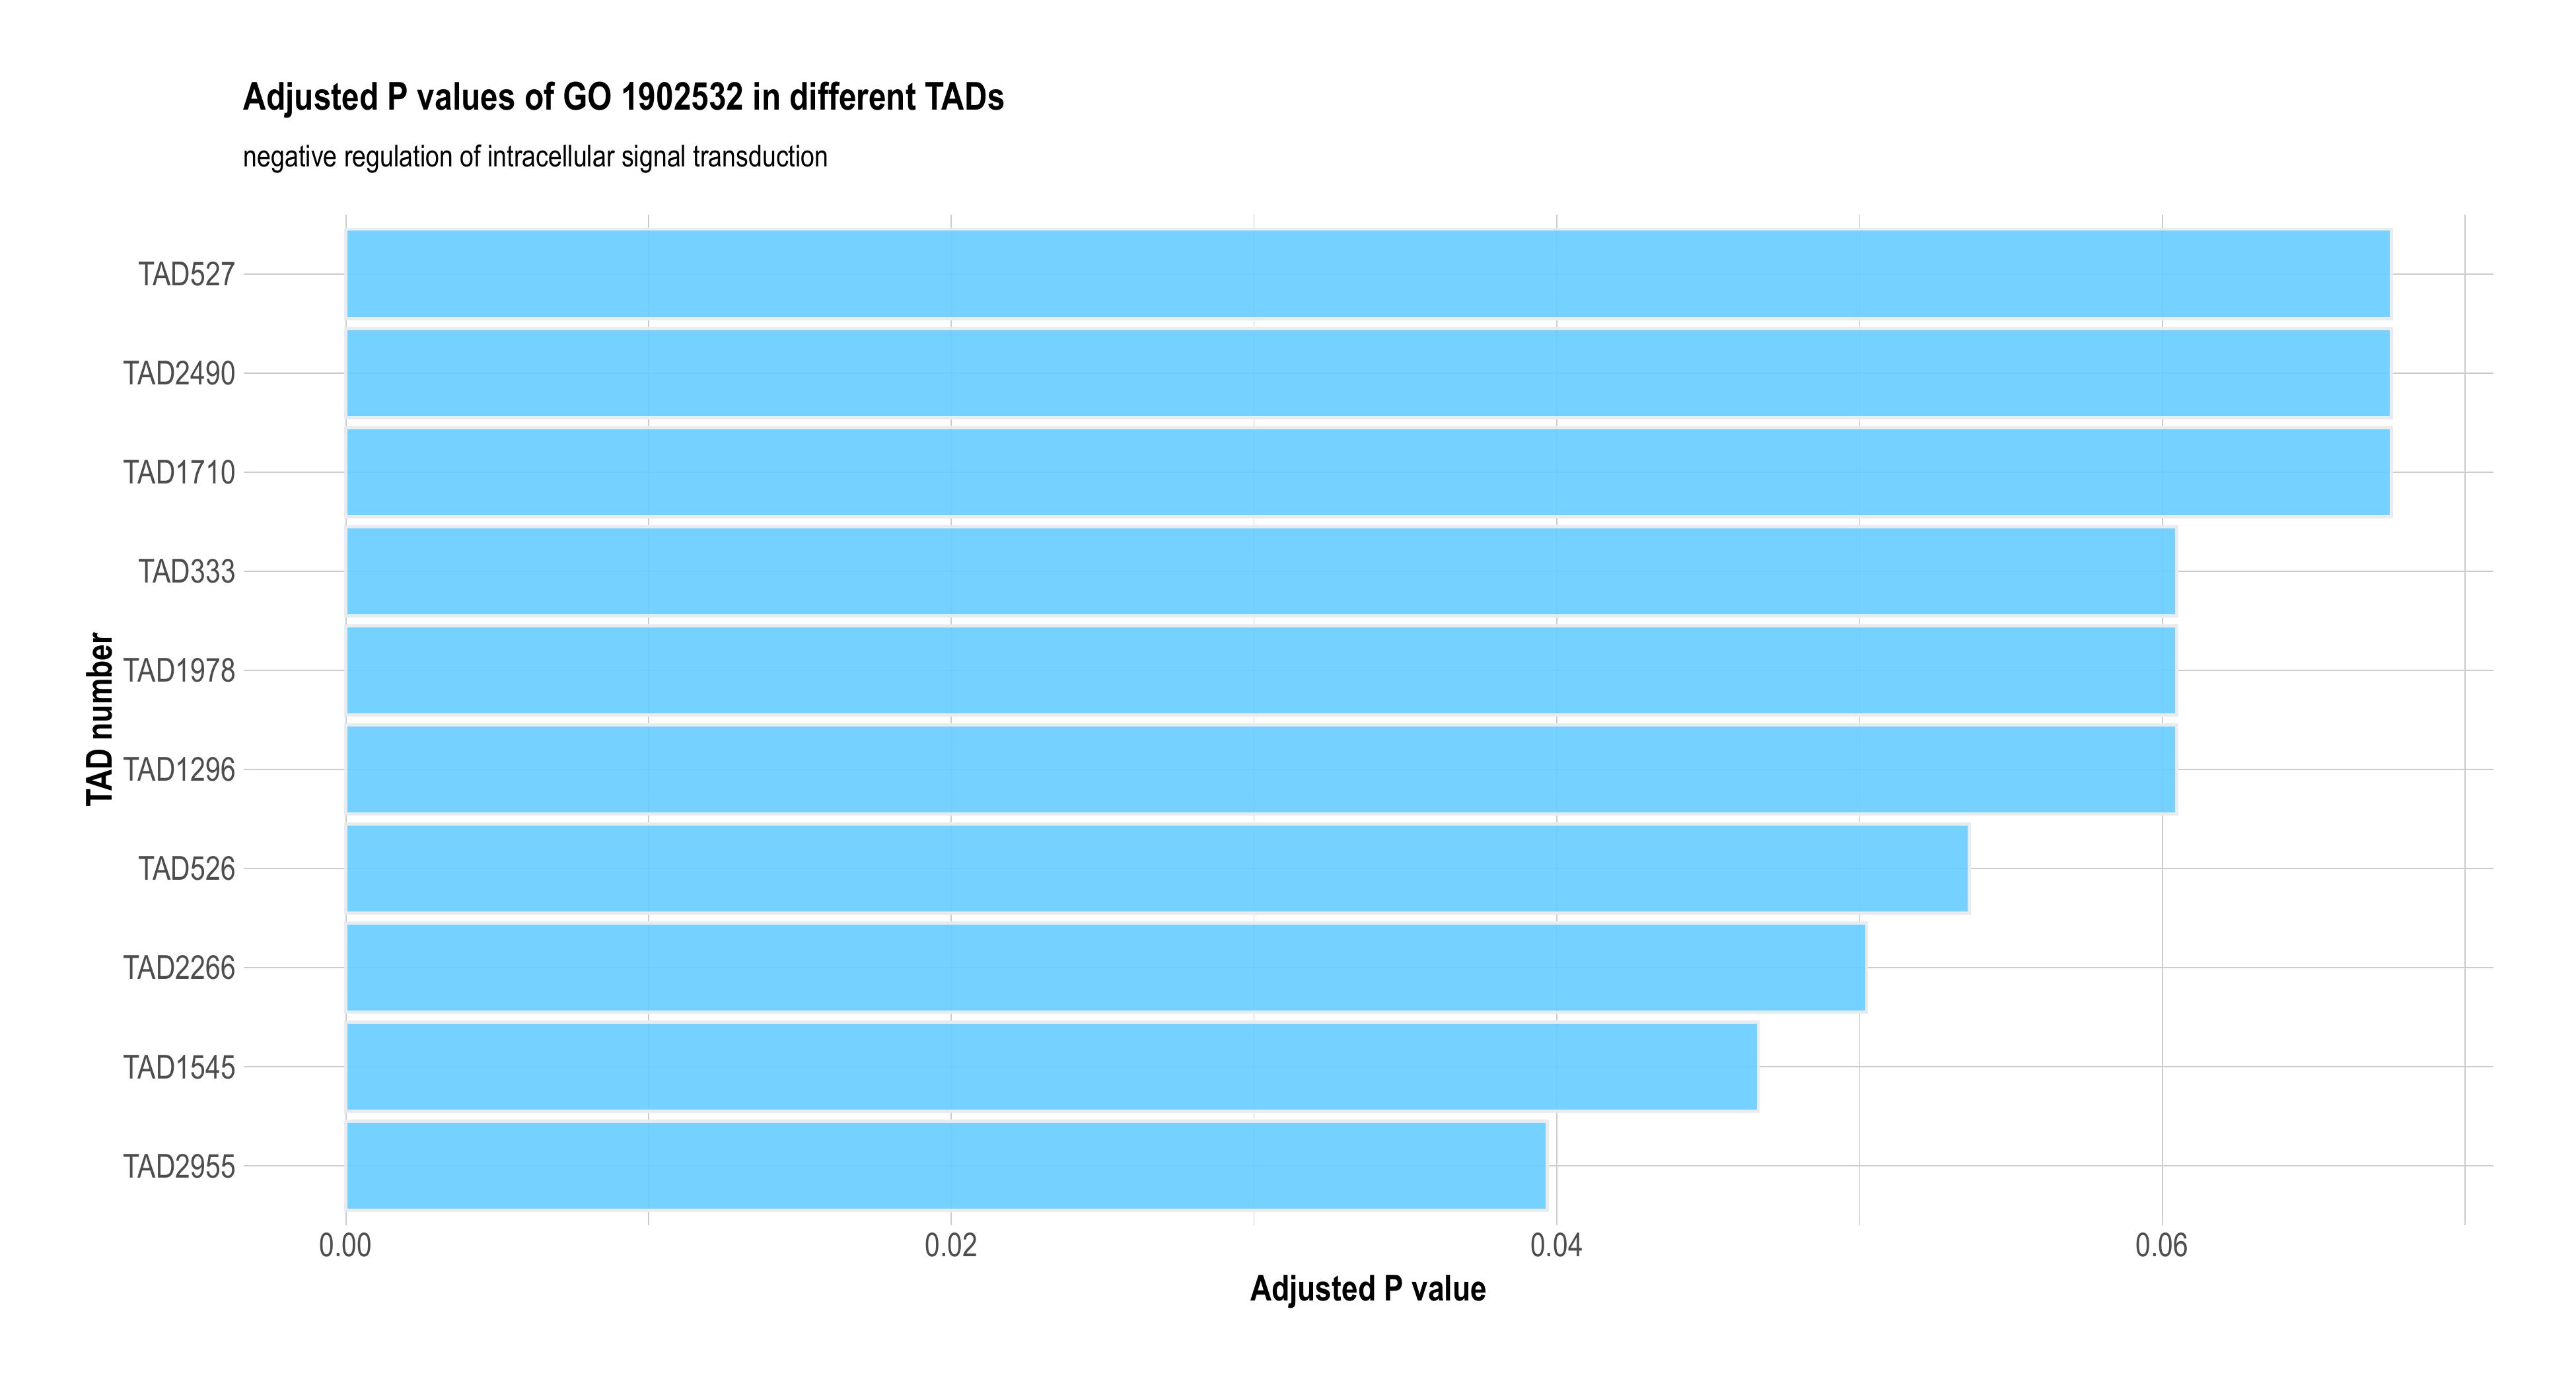 Adjusted P values of GO 1902532 in different TADs
negative regulation of intracellular signal transduction
TAD527
TAD2490
TAD1710
TAD333
TAD1978
TAD1296
TAD526
TAD2266
TAD1545
TAD2955
TAD number
0.00 0.02 0.04 0.06
Adjusted P value